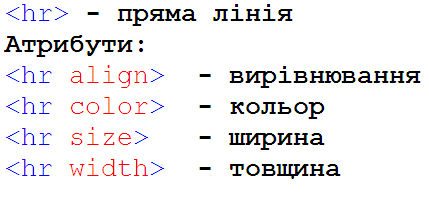 <hr> - пряма лінія
Атрибути:
<hr align> - вирівнювання
<hr color> - кольор
<hr size> - ширина
<hr width> - товщина